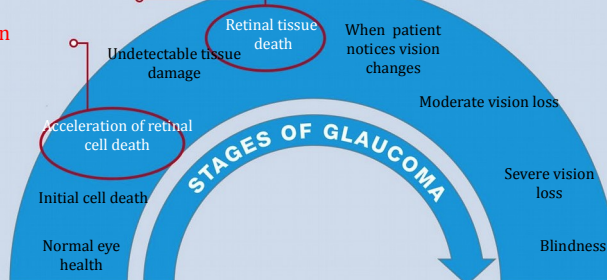 n
Retinal tissue
death
When patient
notices vision
changes
Undetectable tissue
damage
Moderate vision loss
Acceleration of retinal
cell death
STAGES OF GLAUCOMA
Severe vision
loss
Initial cell death
Normal eye
health
Blindness